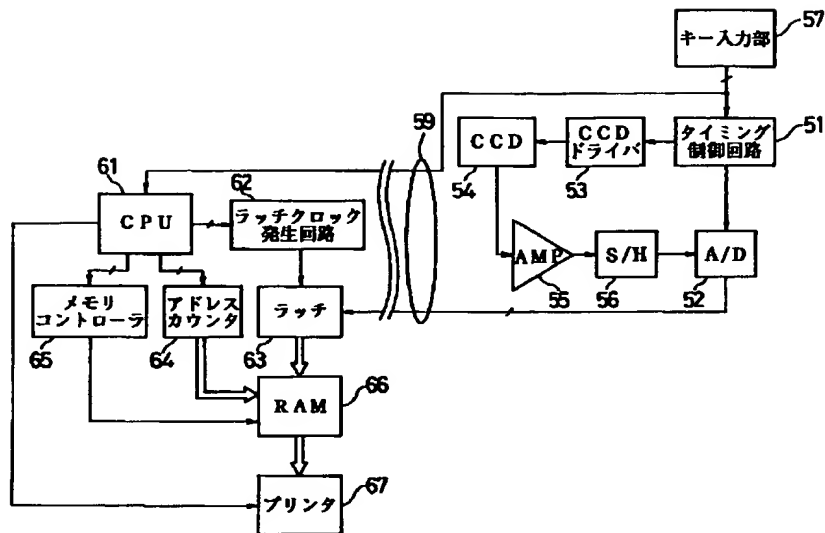 57
キー入力部
59
51
CCD
CCD
ドライバ
タイミング
制御回路
54
53
61
62
CPU
ラッチクロック
発生回路
AMP
S/H
A/D
55
56
52
メモリ
コントローラ
アドレス
カウンタ
ラッチ
65
64
63
RAM
66
プリンタ
67